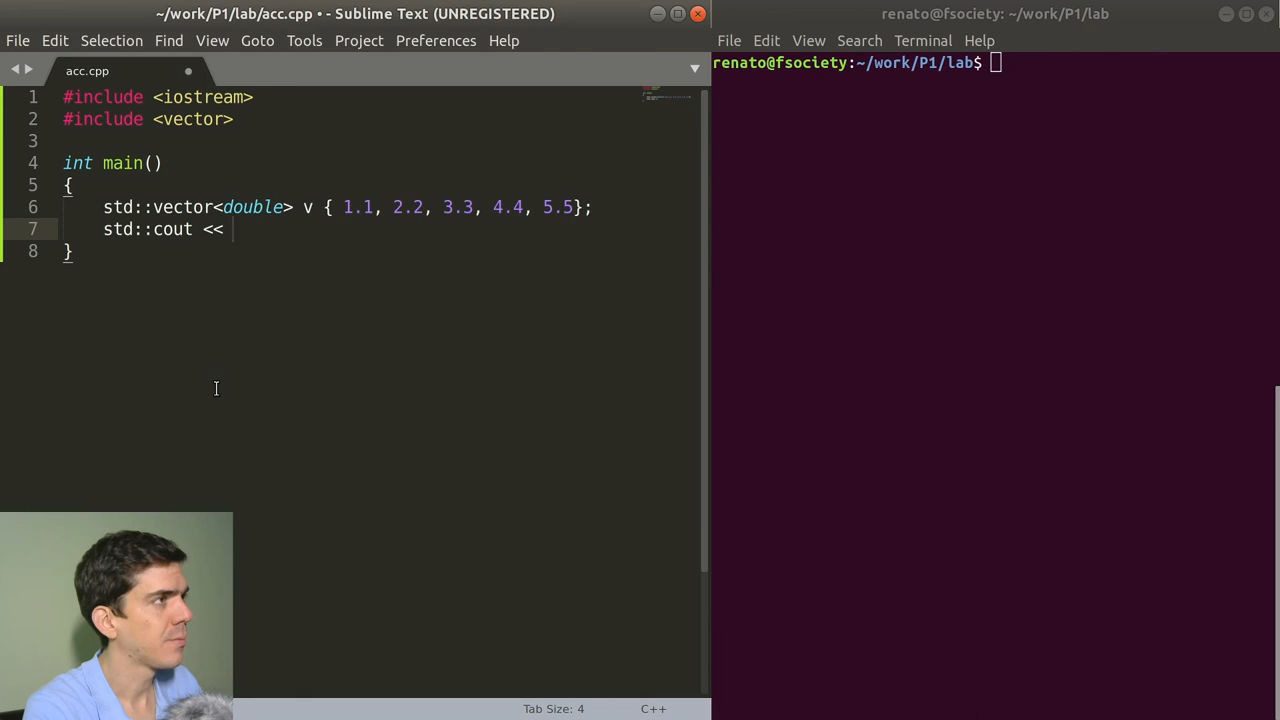 ~/work/P1/lab/acc.cpp • - Sublime Text (UNREGISTERED)
File Edit Selection Find View Goto Tools Project Preferences Help
acc.cpp
1 #include <iostream>
2 #include <vector>
3
4 int main()
5 {
6 std::vector<double> v { 1.1, 2.2, 3.3, 4.4, 5.5};
7 std::cout <<
8 }
Tab Size: 4 C++
renato@fsociety: ~/work/P1/lab
File Edit View Search Terminal Help
renato@fsociety:~/work/P1/lab$